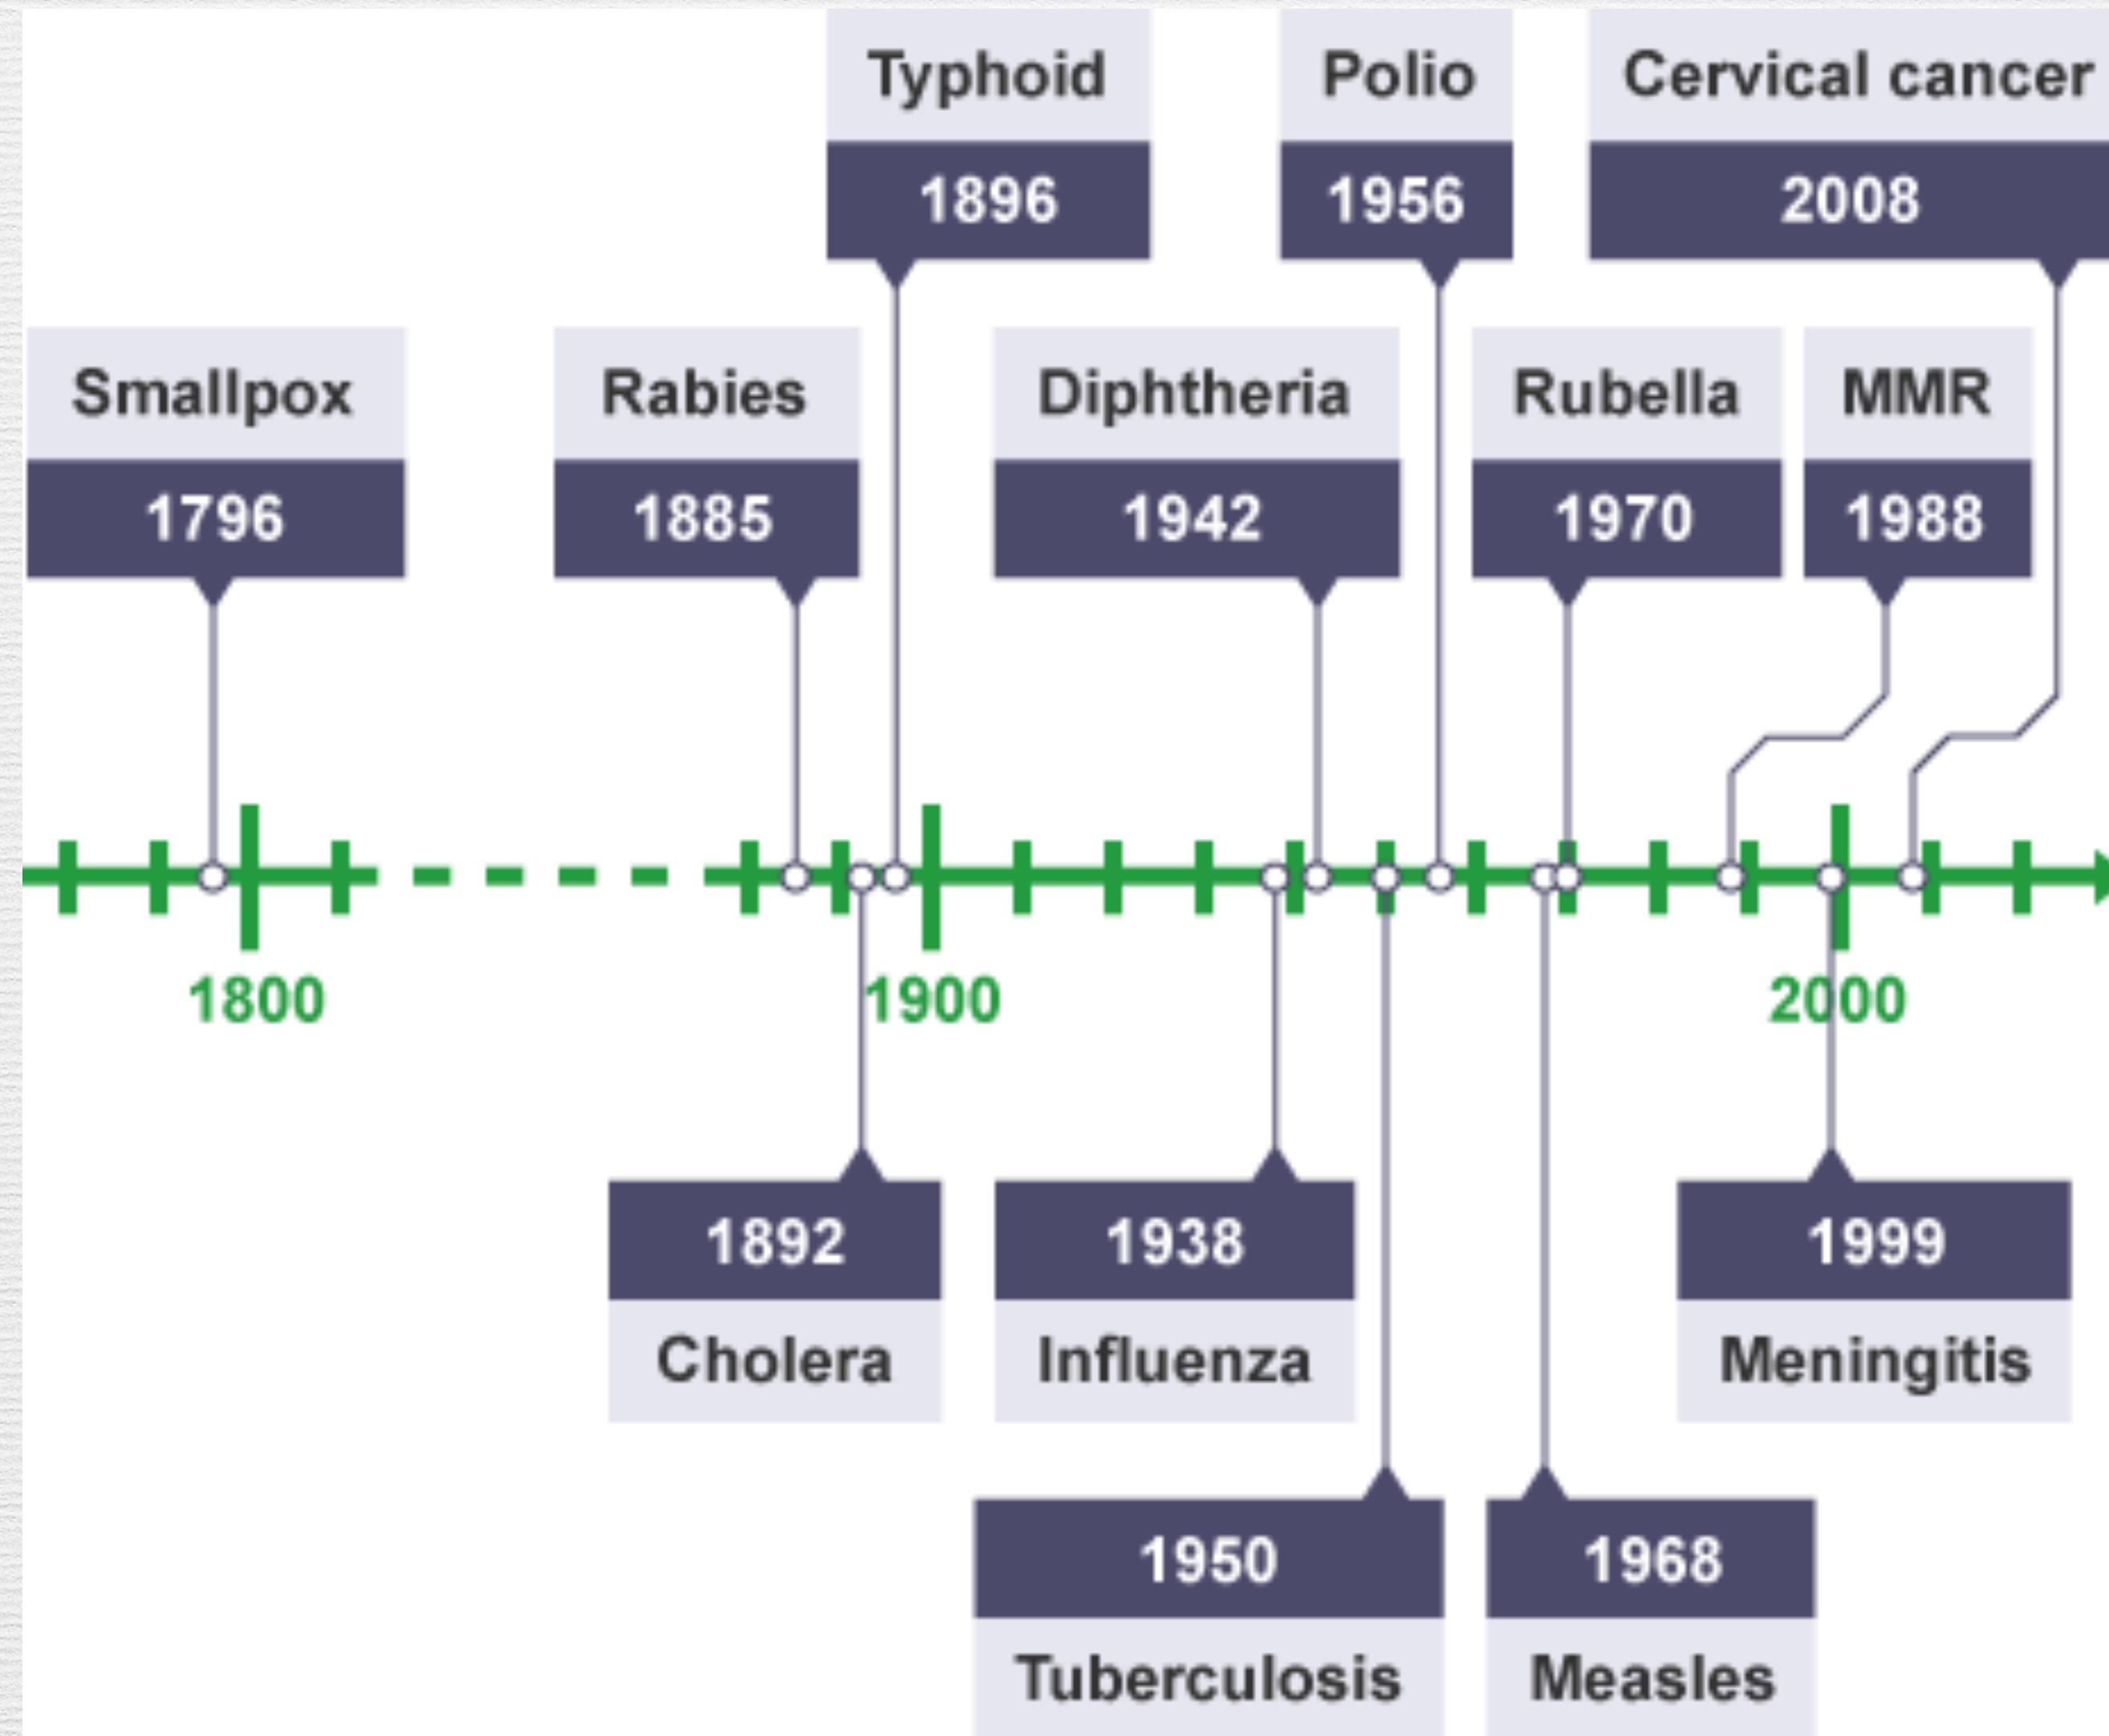 Typhoid
1896
Polio
1956
Cervical cancer
2008
Smallpox
1796
Rabies
1885
Diphtheria
1942
Rubella
1970
MMR
1988
1800
1900
2000
1892
Cholera
1938
Influenza
1999
Meningitis
1950
Tuberculosis
1968
Measles